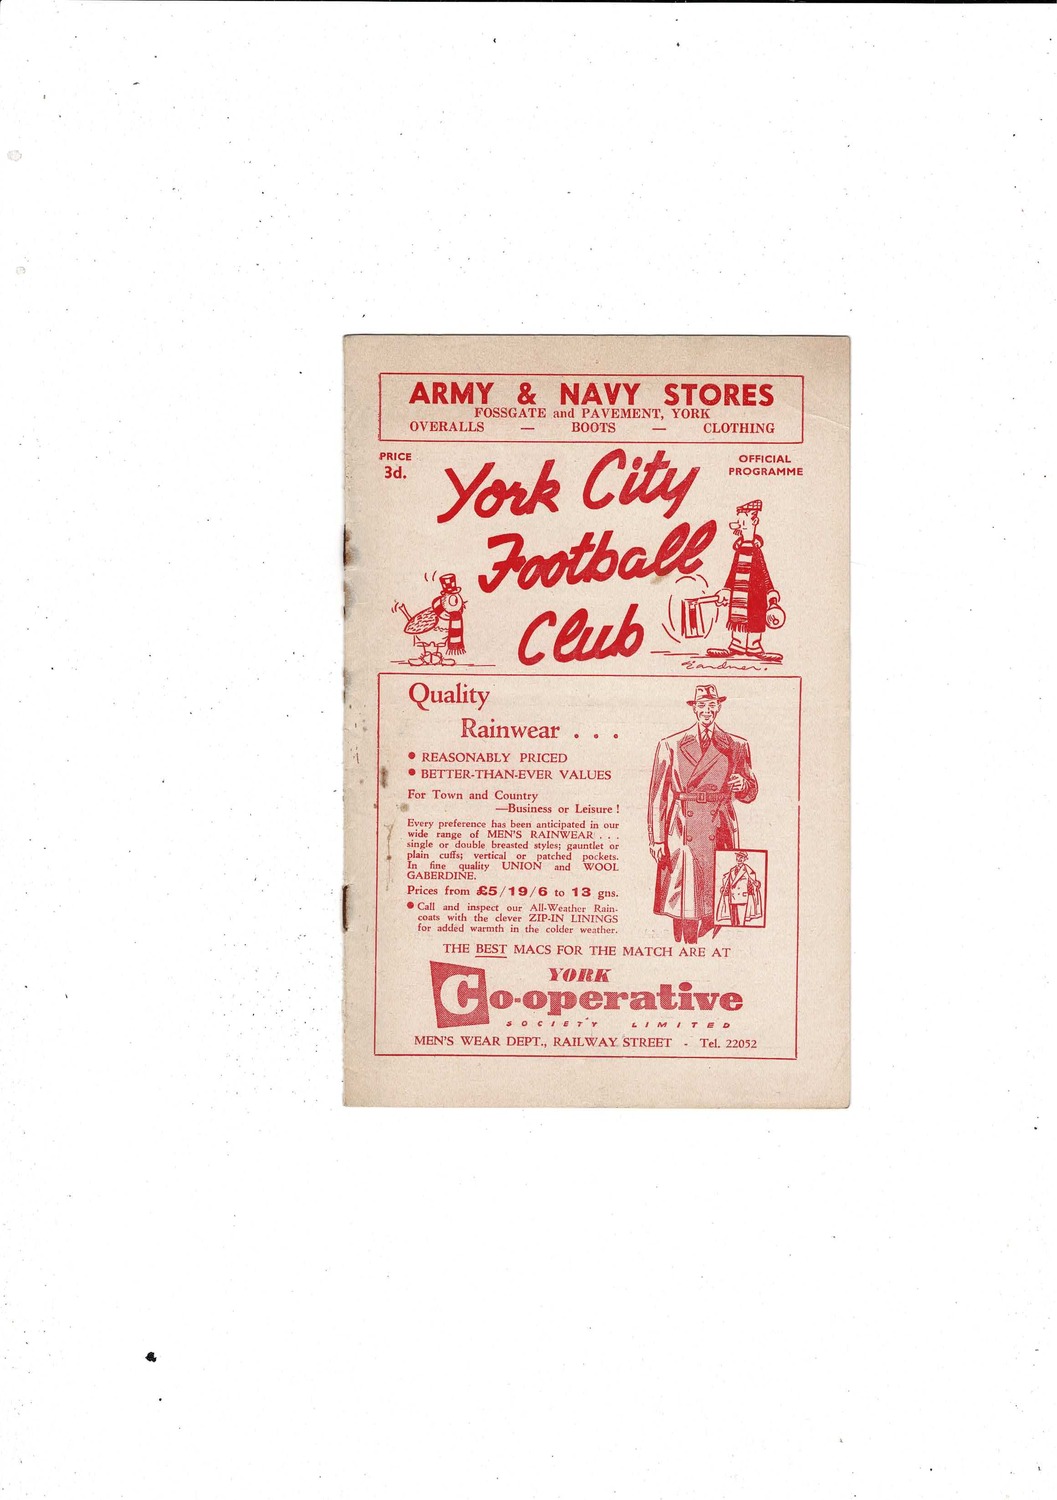 ARMY & NAVY STORES
FOSSGATE and PAVEMENT, YORK
OVERALLS — BOOTS — CLOTHING
PRICE
3d.
OFFICIAL
PROGRAMME
York City
Football
Club
Gardner.
Quality
Rainwear . . .
• REASONABLY PRICED
• BETTER-THAN-EVER VALUES
For Town and Country
—Business or Leisure !
Every preference has been anticipated in our
wide range of MEN'S RAINWEAR . . .
single or double breasted styles; gauntlet or
plain cuffs; vertical or patched pockets.
In fine quality UNION and WOOL
GABERDINE.
Prices from £5/19/6 to 13 gns.
• Call and inspect our All-Weather Rain-
coats with the clever ZIP-IN LININGS
for added warmth in the colder weather.
THE BEST MACS FOR THE MATCH ARE AT
YORK
Co-operative
SOCIETY LIMITED
MEN'S WEAR DEPT., RAILWAY STREET - Tel. 22052